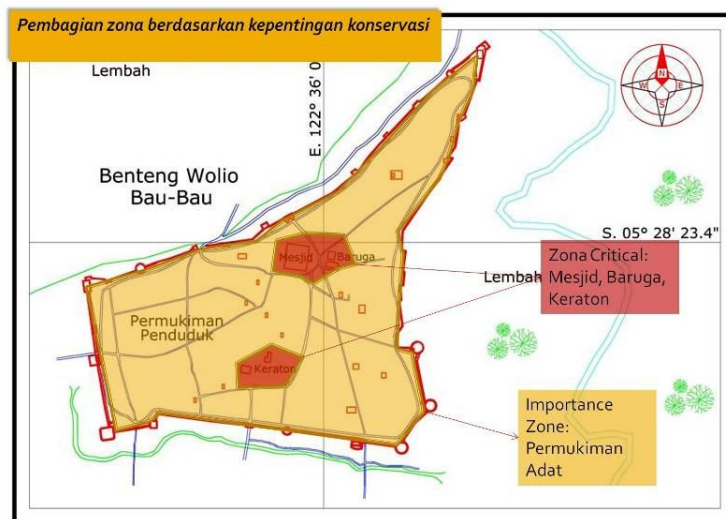 Pembagian zona berdasarkan kepentingan konservasi
Lembah
E. 122° 36' 0
N
W
E
S
Benteng Wolio
Bau-Bau
S. 05° 28' 23.4"
Mesjid
Baruga
Zona Critical:
Mesjid, Baruga,
Keraton
Lembah
Permukiman
Penduduk
Keraton
Importance
Zone:
Permukiman
Adat